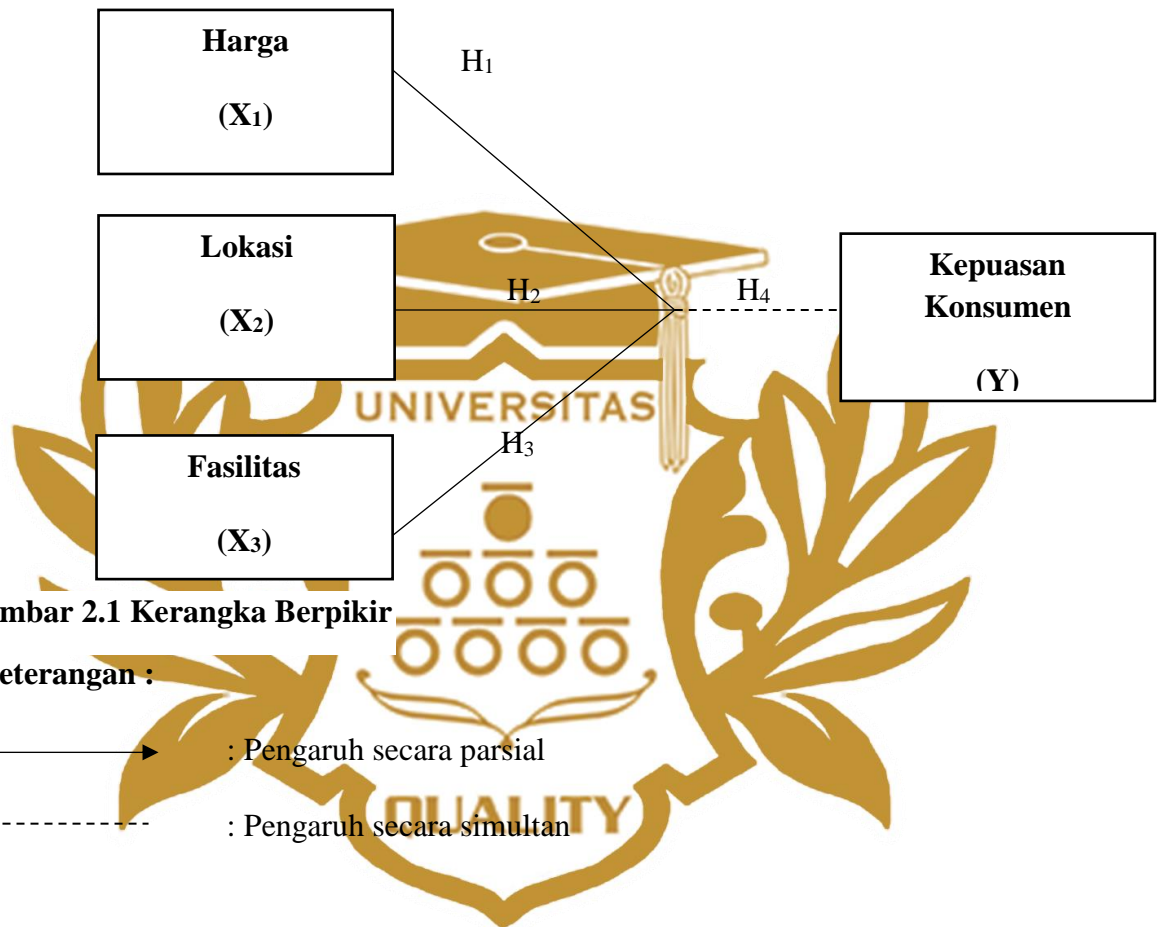 Harga
(X₁)
H₁
Lokasi
(X₂)
H₂
H₄
Kepuasan
Konsumen
(Y)
UNIVERSITAS
Fasilitas
(X₃)
H₃
mbar 2.1 Kerangka Berpikir
eterangan :
: Pengaruh secara parsial
: Pengaruh secara simultan
QUALITY